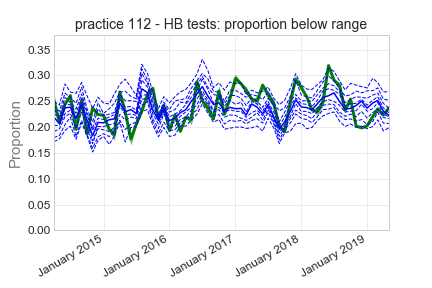 practice 112 - HB tests: proportion below range
Proportion
0.35
0.30
0.25
0.20
0.15
0.10
0.05
0.00
January 2015
January 2016
January 2017
January 2018
January 2019